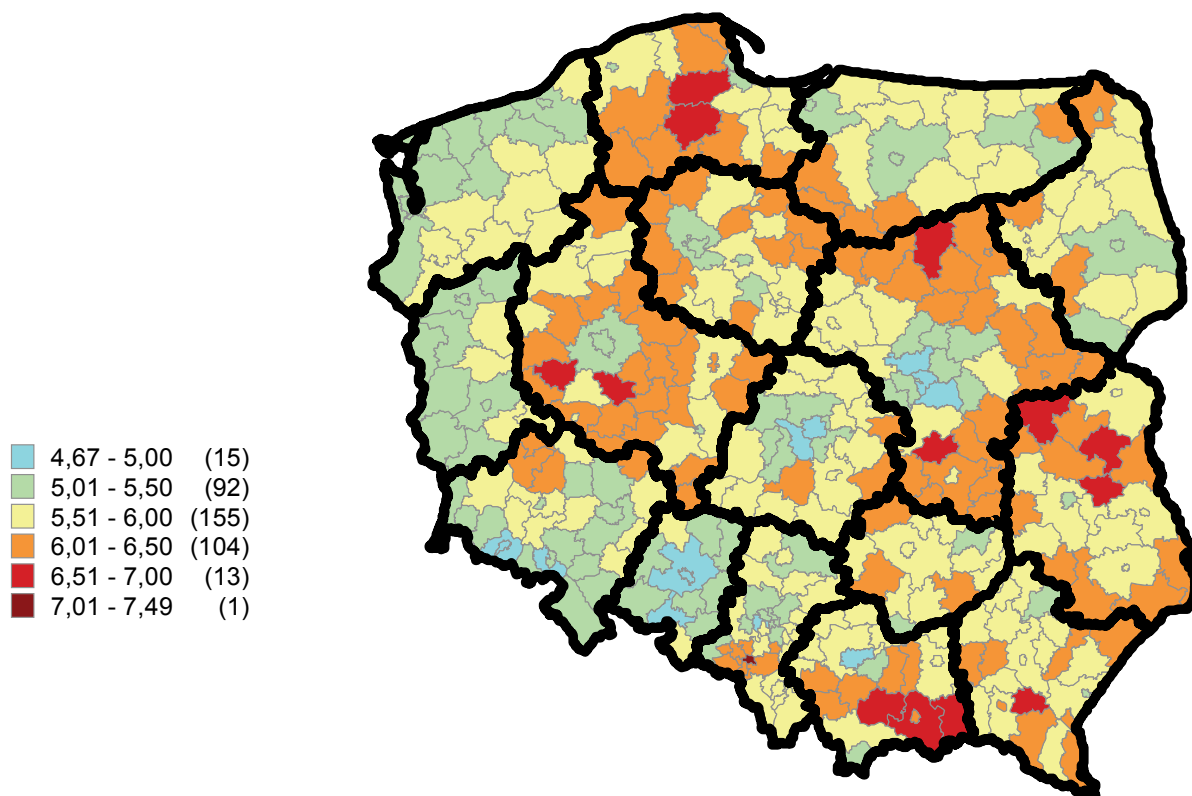 4,67 - 5,00 (15)
5,01 - 5,50 (92)
5,51 - 6,00 (155)
6,01 - 6,50 (104)
6,51 - 7,00 (13)
7,01 - 7,49 (1)